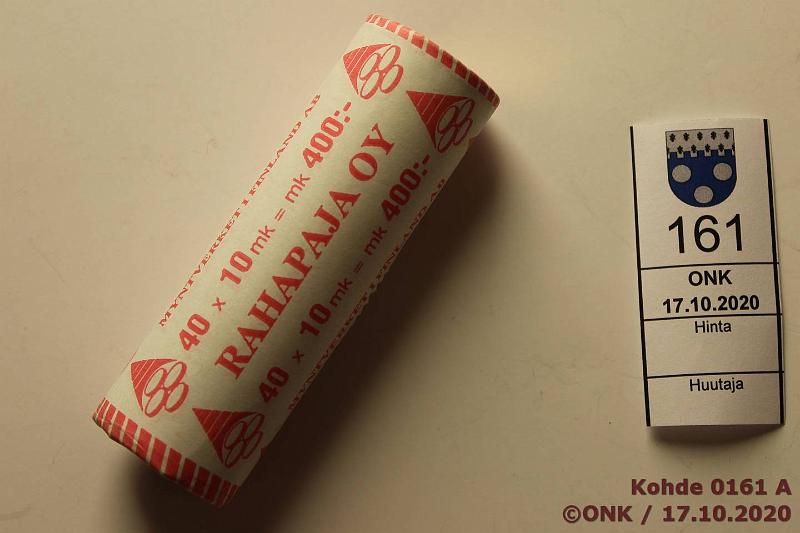 MYNTVERKET I FINLAND AB
40 x 10 mk = mk 400:-
RAHAPAJA OY
40 x 10 mk = mk 400:-
MYNTVERKET I FINLAND AB
161
ONK
17.10.2020
Hinta
Huutaja
Kohde 0161 A
©ONK / 17.10.2020